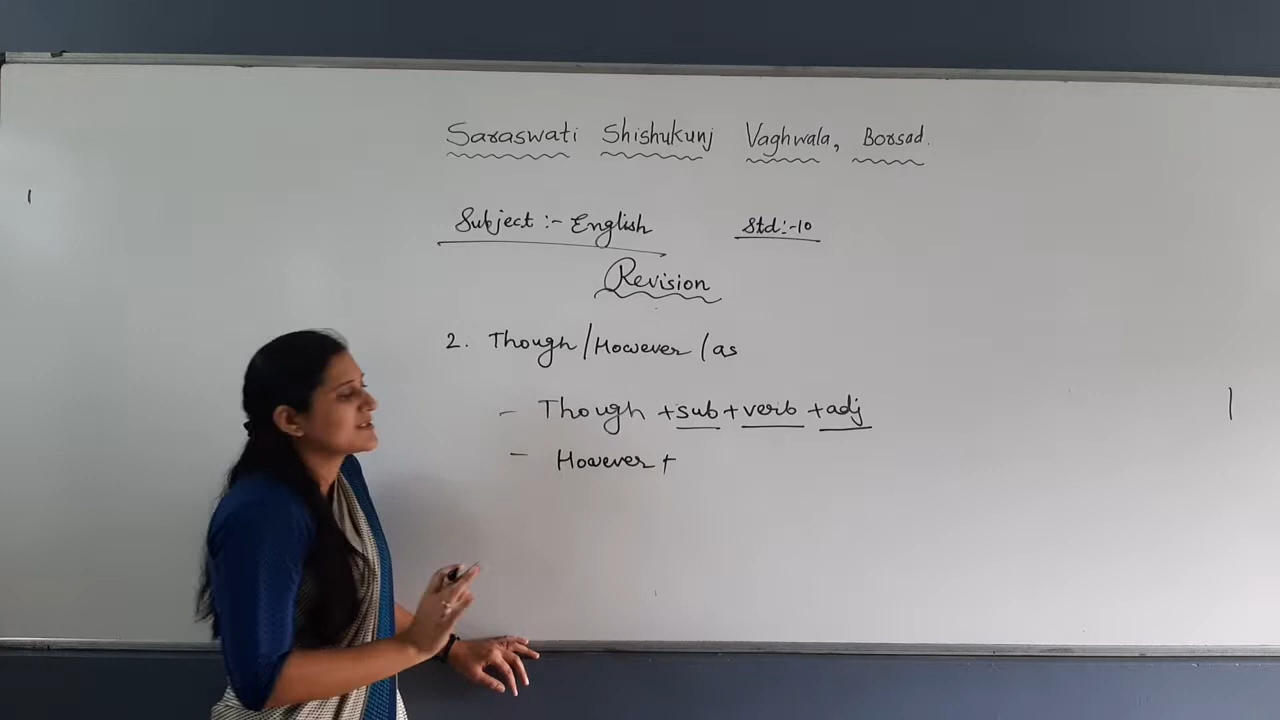 Saraswati Shishukunj Vaghwala, Borsad.
Subject :- English Std:-10
Revision
2. Though/However/as
- Though +sub+verb+adj
- However +